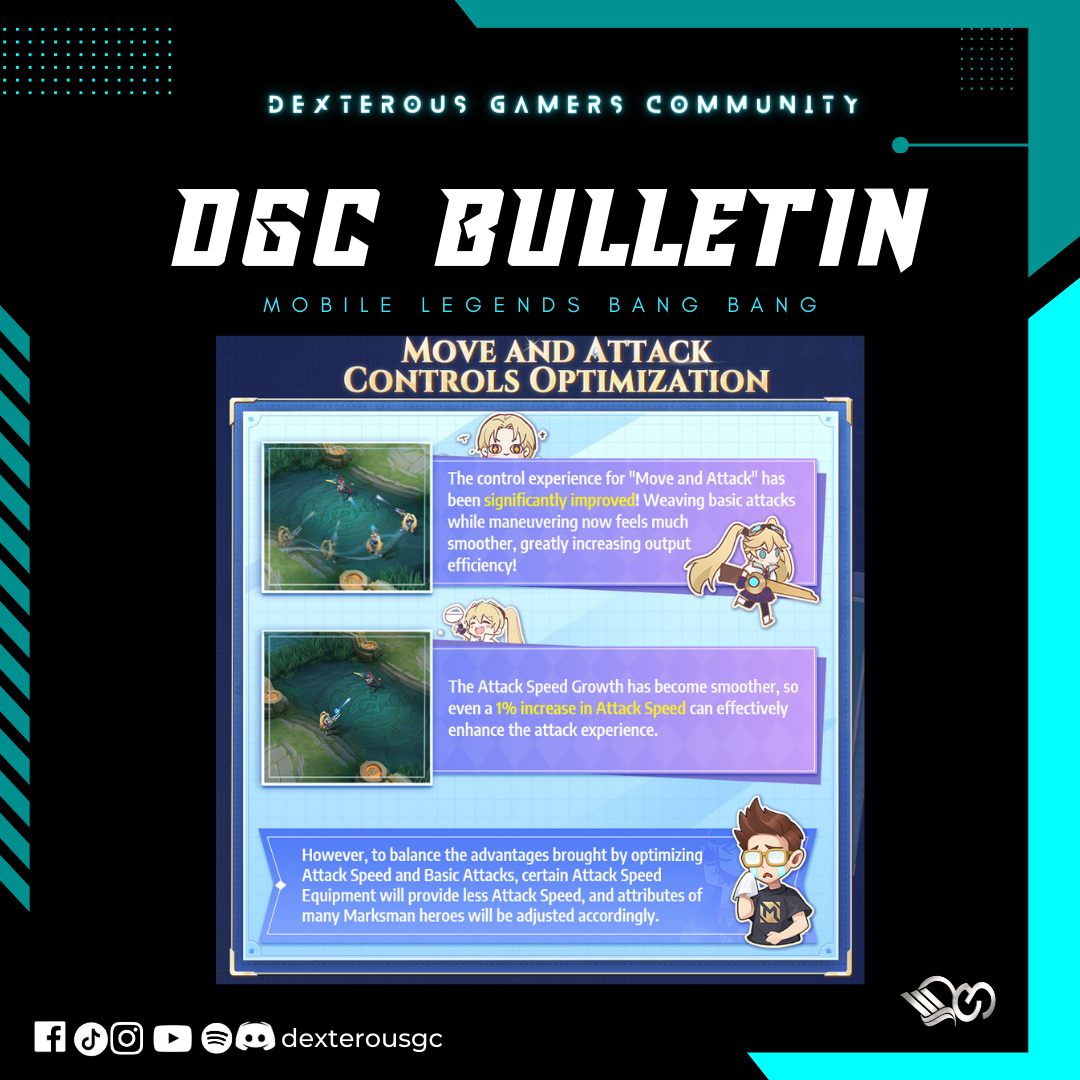 DEXTEROUS GAMERS COMMUNITY
DGC BULLETIN
MOBILE LEGENDS BANG BANG
MOVE AND ATTACK
CONTROLS OPTIMIZATION
The control experience for "Move and Attack" has
been significantly improved! Weaving basic attacks
while maneuvering now feels much
smoother, greatly increasing output
efficiency!
The Attack Speed Growth has become smoother, so
even a 1% increase in Attack Speed can effectively
enhance the attack experience.
However, to balance the advantages brought by optimizing
Attack Speed and Basic Attacks, certain Attack Speed
Equipment will provide less Attack Speed, and attributes of
many Marksman heroes will be adjusted accordingly.
dexterousgc